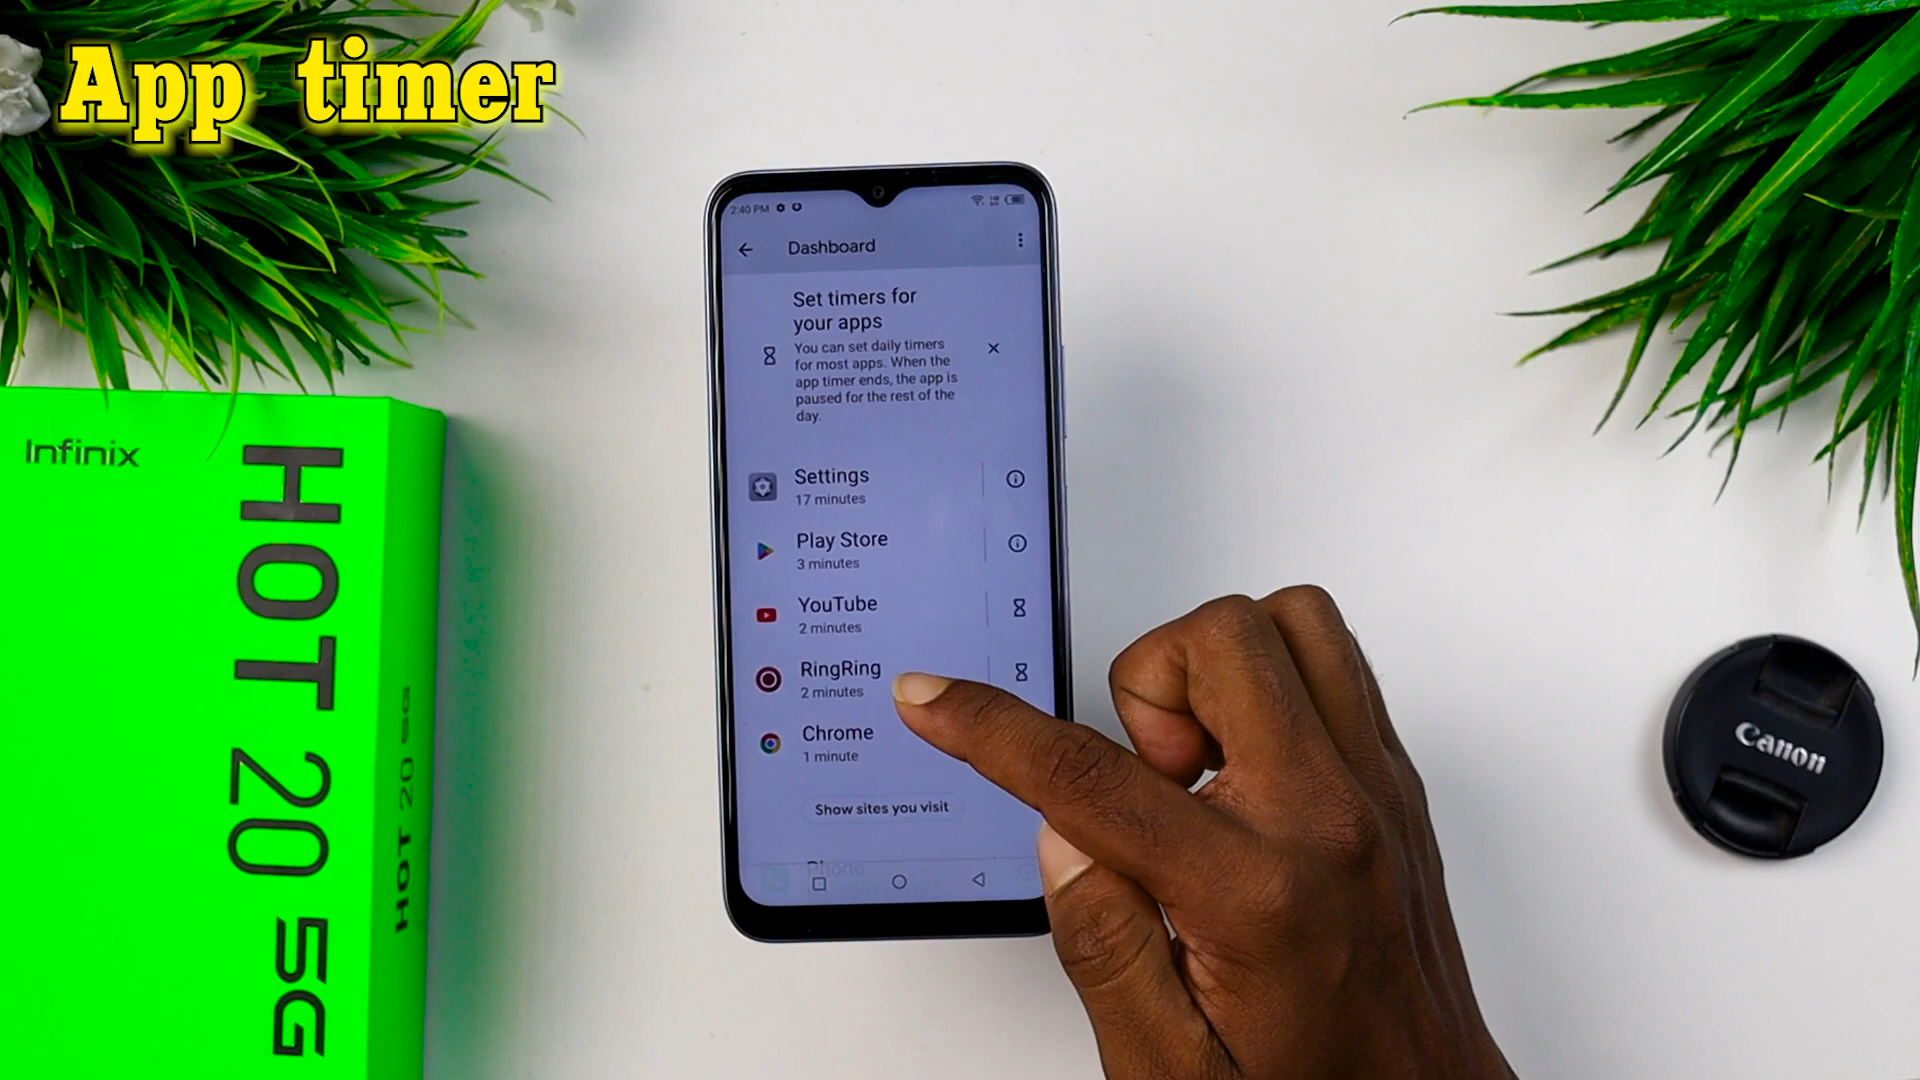 App timer
2:40 PM
Dashboard
Set timers for
your apps
You can set daily timers
for most apps. When the
app timer ends, the app is
paused for the rest of the
day.
Settings
17 minutes
Play Store
3 minutes
YouTube
2 minutes
RingRing
2 minutes
Chrome
1 minute
Show sites you visit
Phone
Infinix
HOT 20 5G
HOT 20 5G
Canon